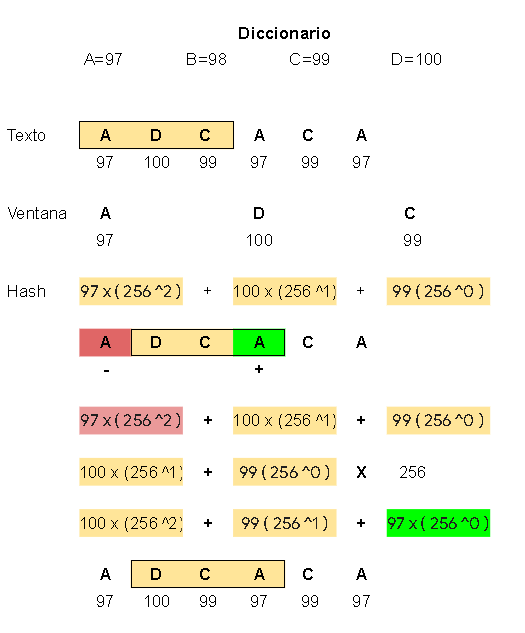 Diccionario
A=97 B=98 C=99 D=100
Texto A D C A C A
97 100 99 97 99 97
Ventana A D C
97 100 99
Hash 97 x ( 256 ^2 ) + 100 x (256 ^1) + 99 (256 ^0 )
A D C A C A
- +
97 x ( 256 ^2 ) + 100 x (256 ^1) + 99 (256 ^0 )
100 x (256 ^1) + 99 (256 ^0 ) X 256
100 x (256 ^2) + 99 ( 256 ^1) + 97 x (256 ^0)
A D C A C A
97 100 99 97 99 97